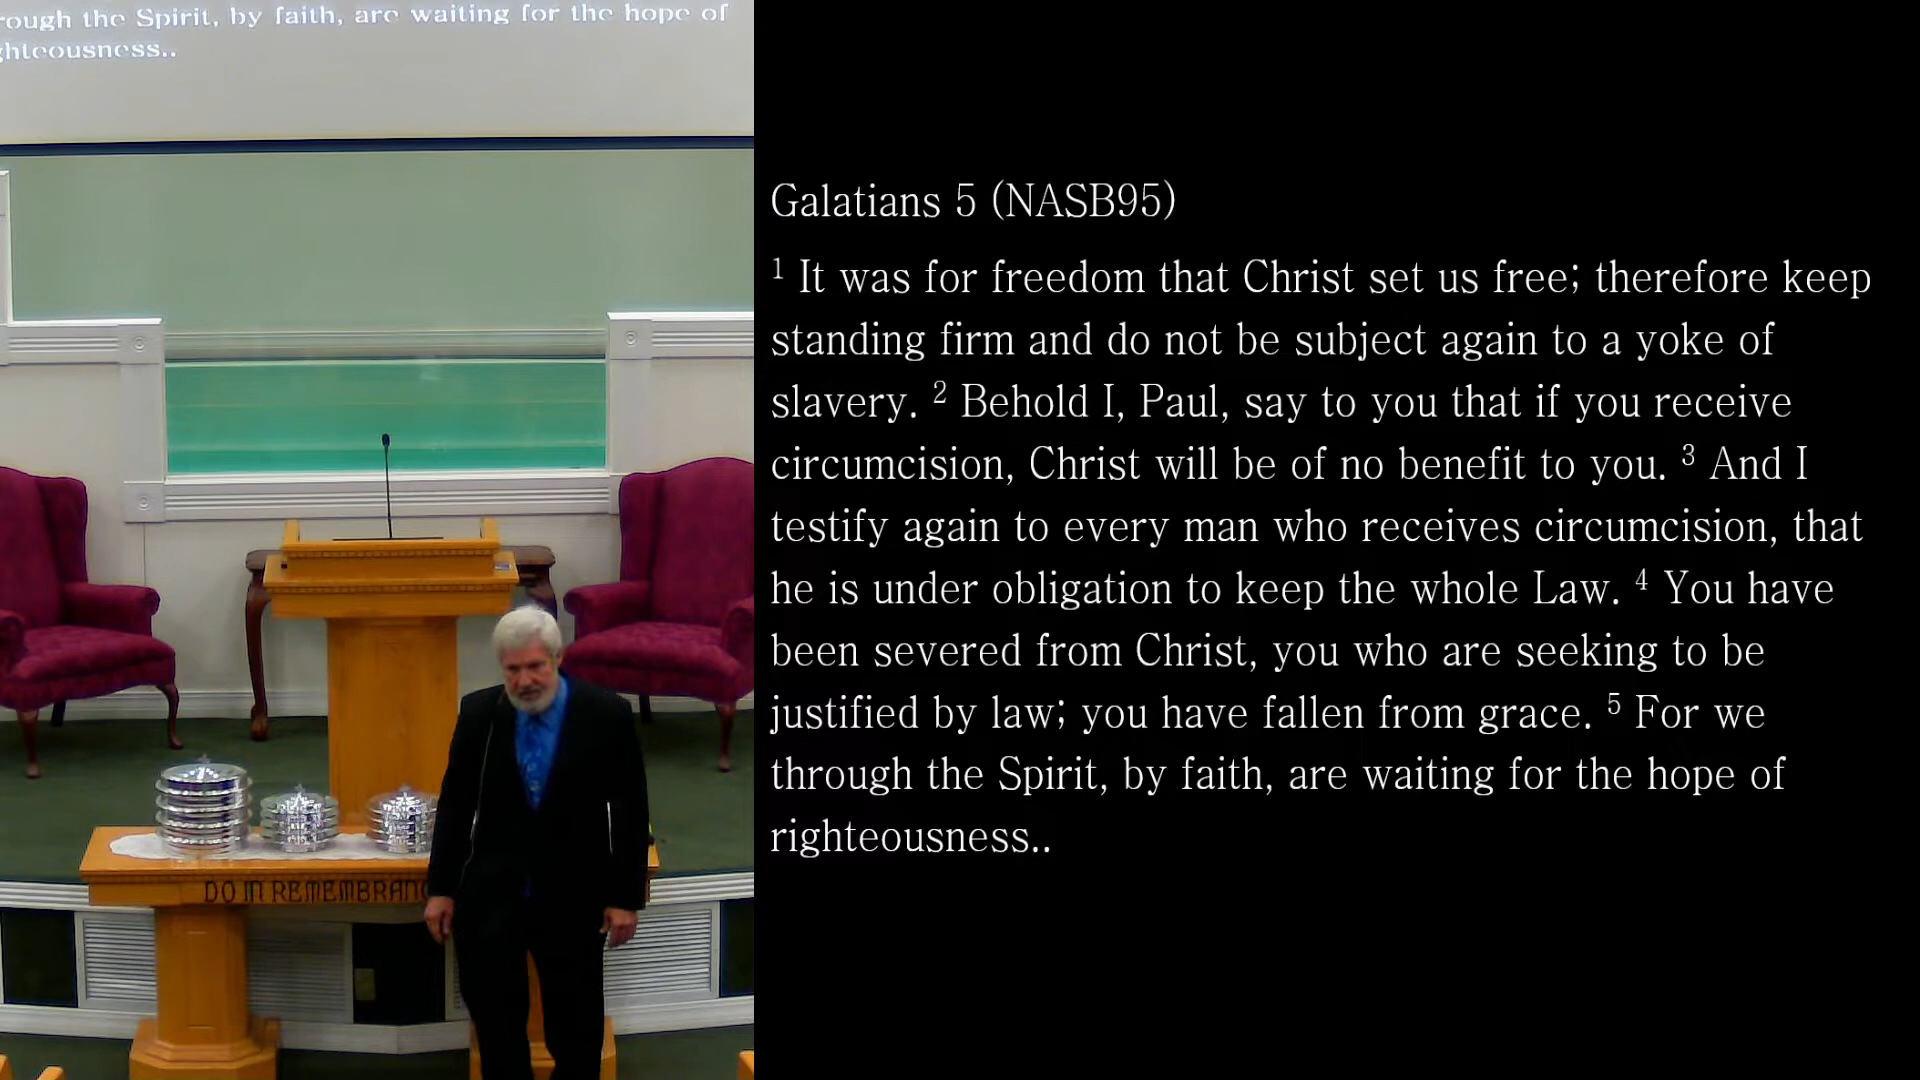 rough the Spirit, by faith, are waiting for the hope of
ghteousness..
DO IN REMEMBRANC
Galatians 5 (NASB95)
1 It was for freedom that Christ set us free; therefore keep
standing firm and do not be subject again to a yoke of
slavery. 2 Behold I, Paul, say to you that if you receive
circumcision, Christ will be of no benefit to you. 3 And I
testify again to every man who receives circumcision, that
he is under obligation to keep the whole Law. 4 You have
been severed from Christ, you who are seeking to be
justified by law; you have fallen from grace. 5 For we
through the Spirit, by faith, are waiting for the hope of
righteousness..